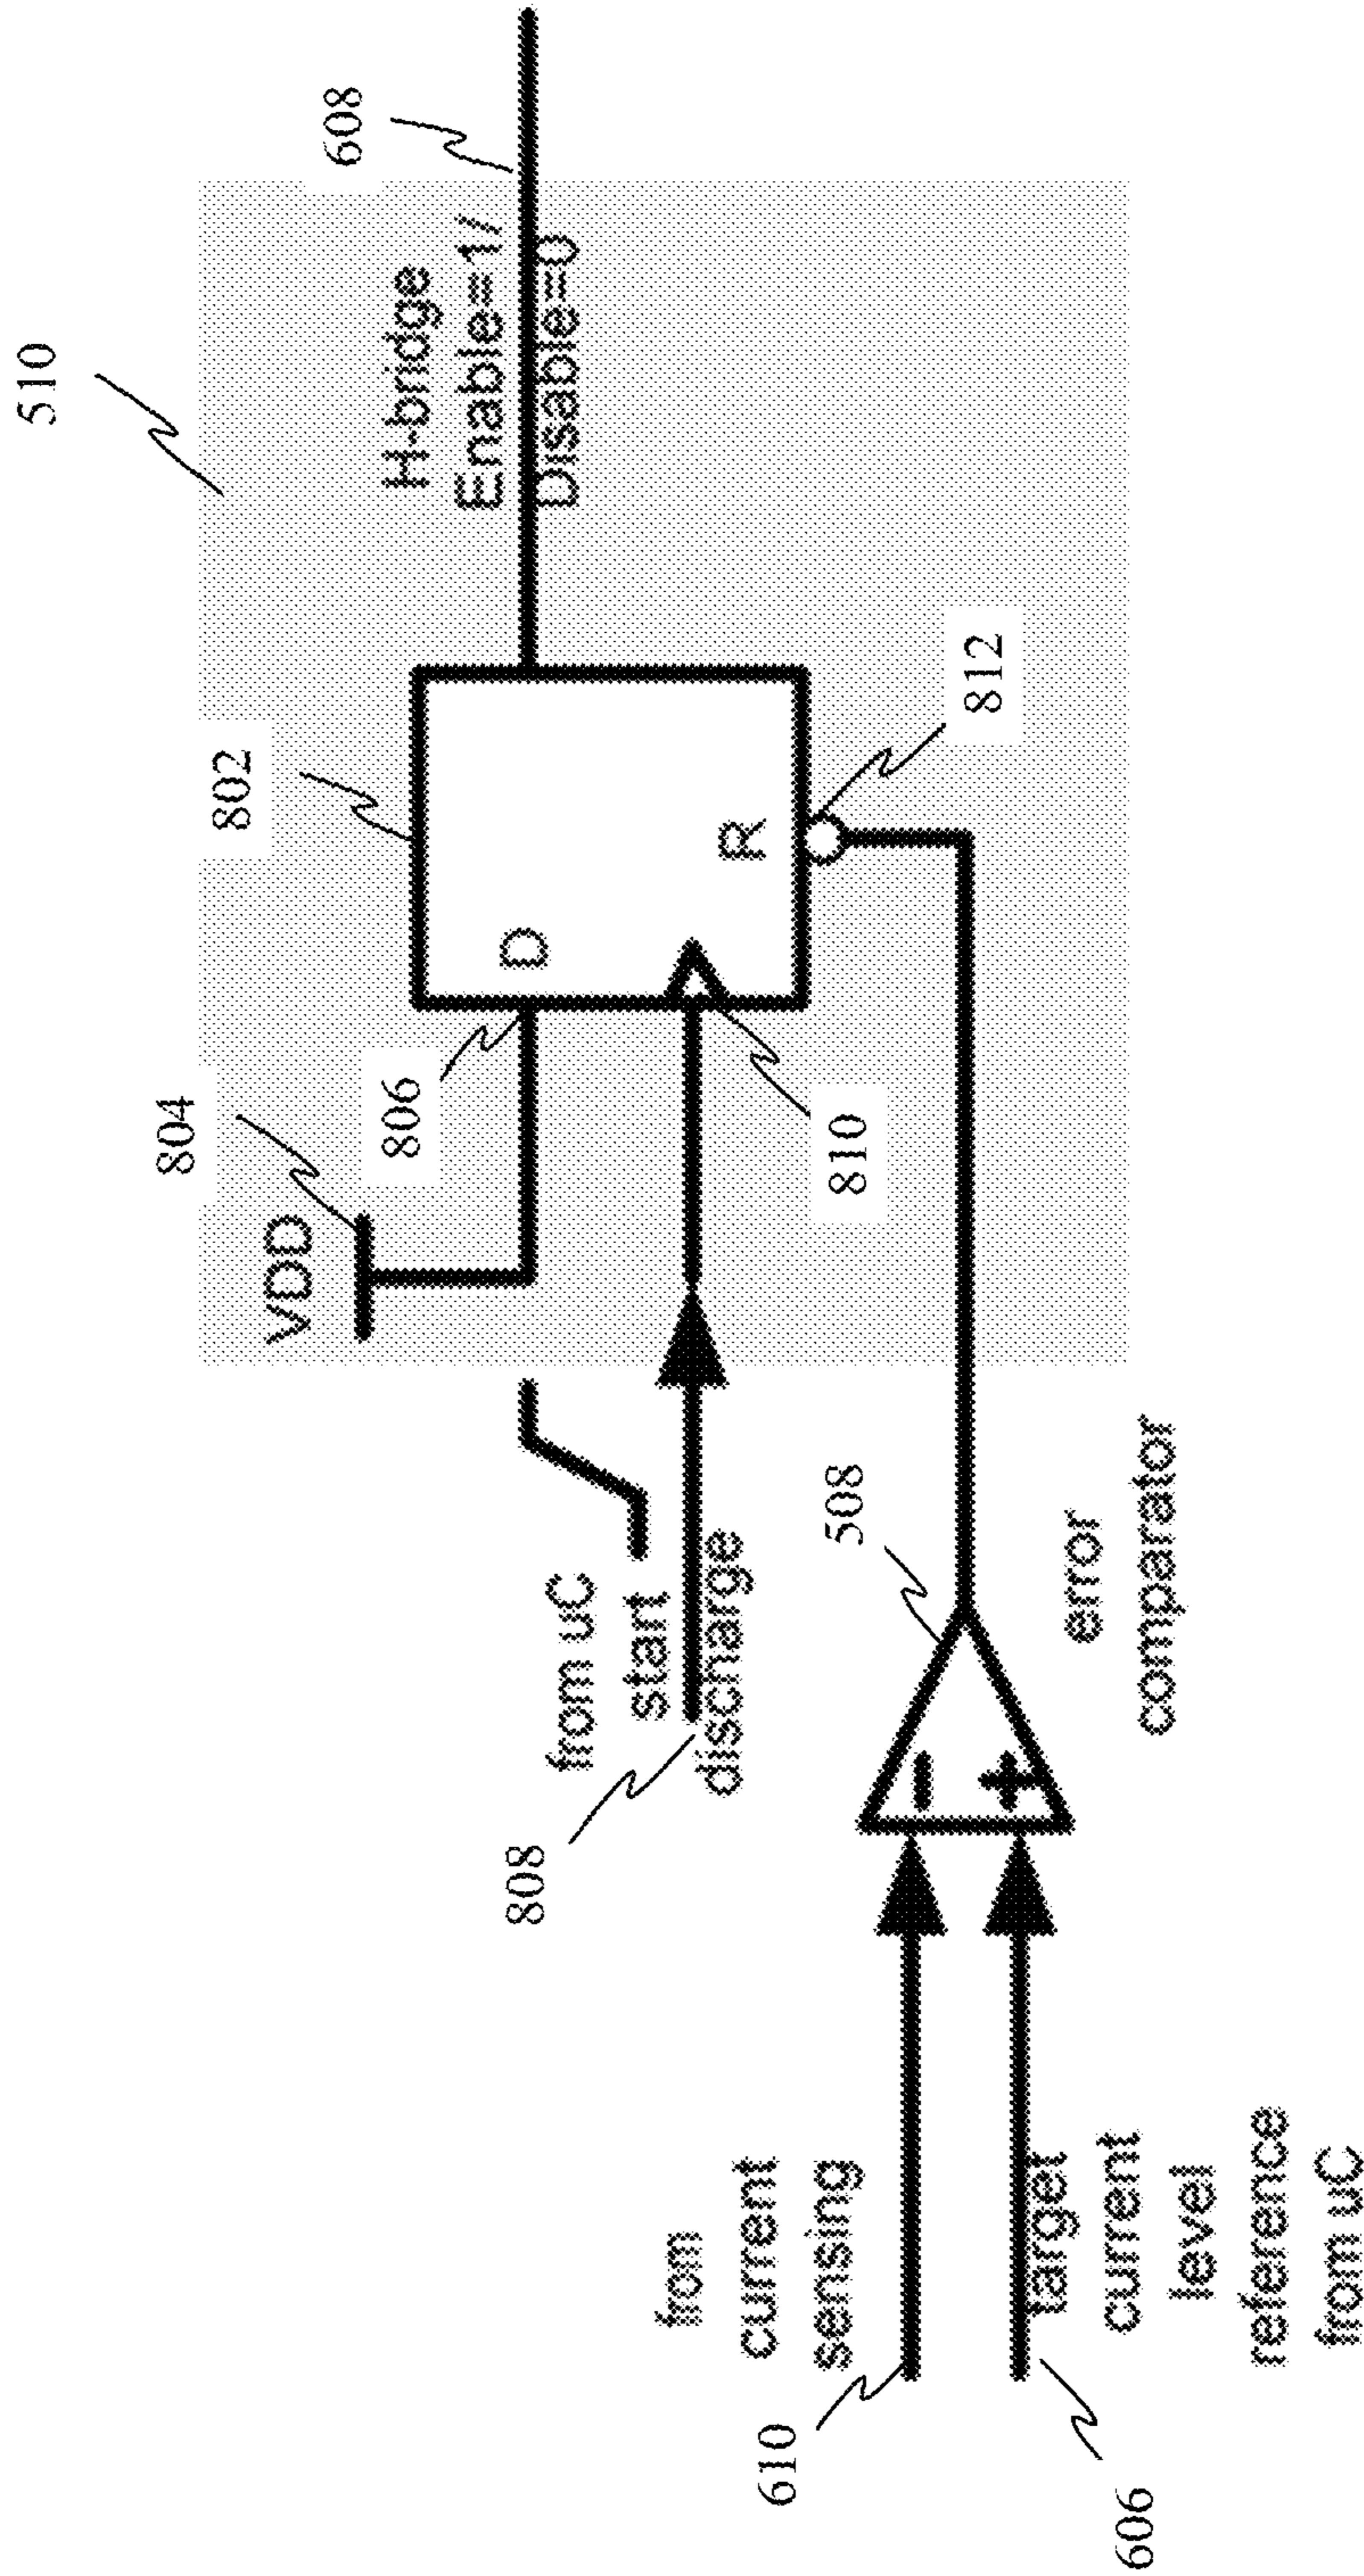 510
608
H-bridge
Enable=1/
Disable=0
802
804
VDD
806
D
R
810
812
from uC
start
discharge
808
508
error
comparator
from
current
sensing
610
target
current
level
reference
from uC
606
-
+